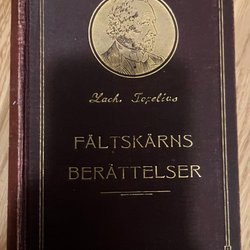 Zach. Topelius
FÄLTSKÄRNS
BERÄTTELSER